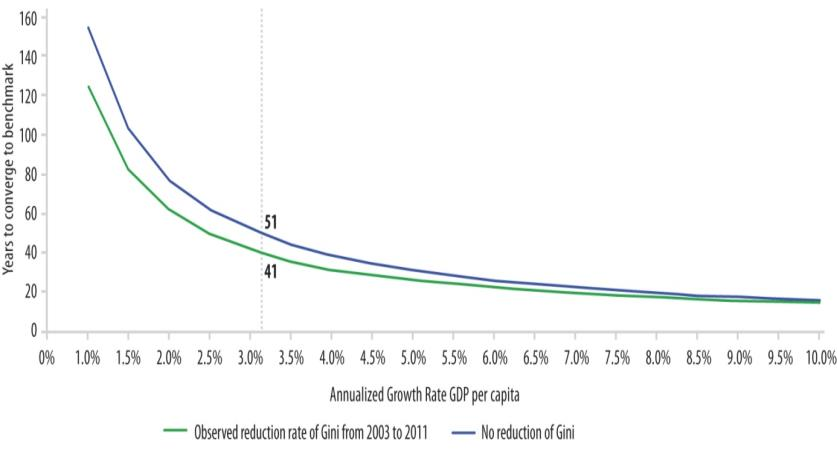 Years to converge to benchmark
160
140
120
100
80
60
40
20
0
51
41
0% 1.0% 1.5% 2.0% 2.5% 3.0% 3.5% 4.0% 4.5% 5.0% 5.5% 6.0% 6.5% 7.0% 7.5% 8.0% 8.5% 9.0% 9.5% 10.0%
Annualized Growth Rate GDP per capita
Observed reduction rate of Gini from 2003 to 2011 No reduction of Gini